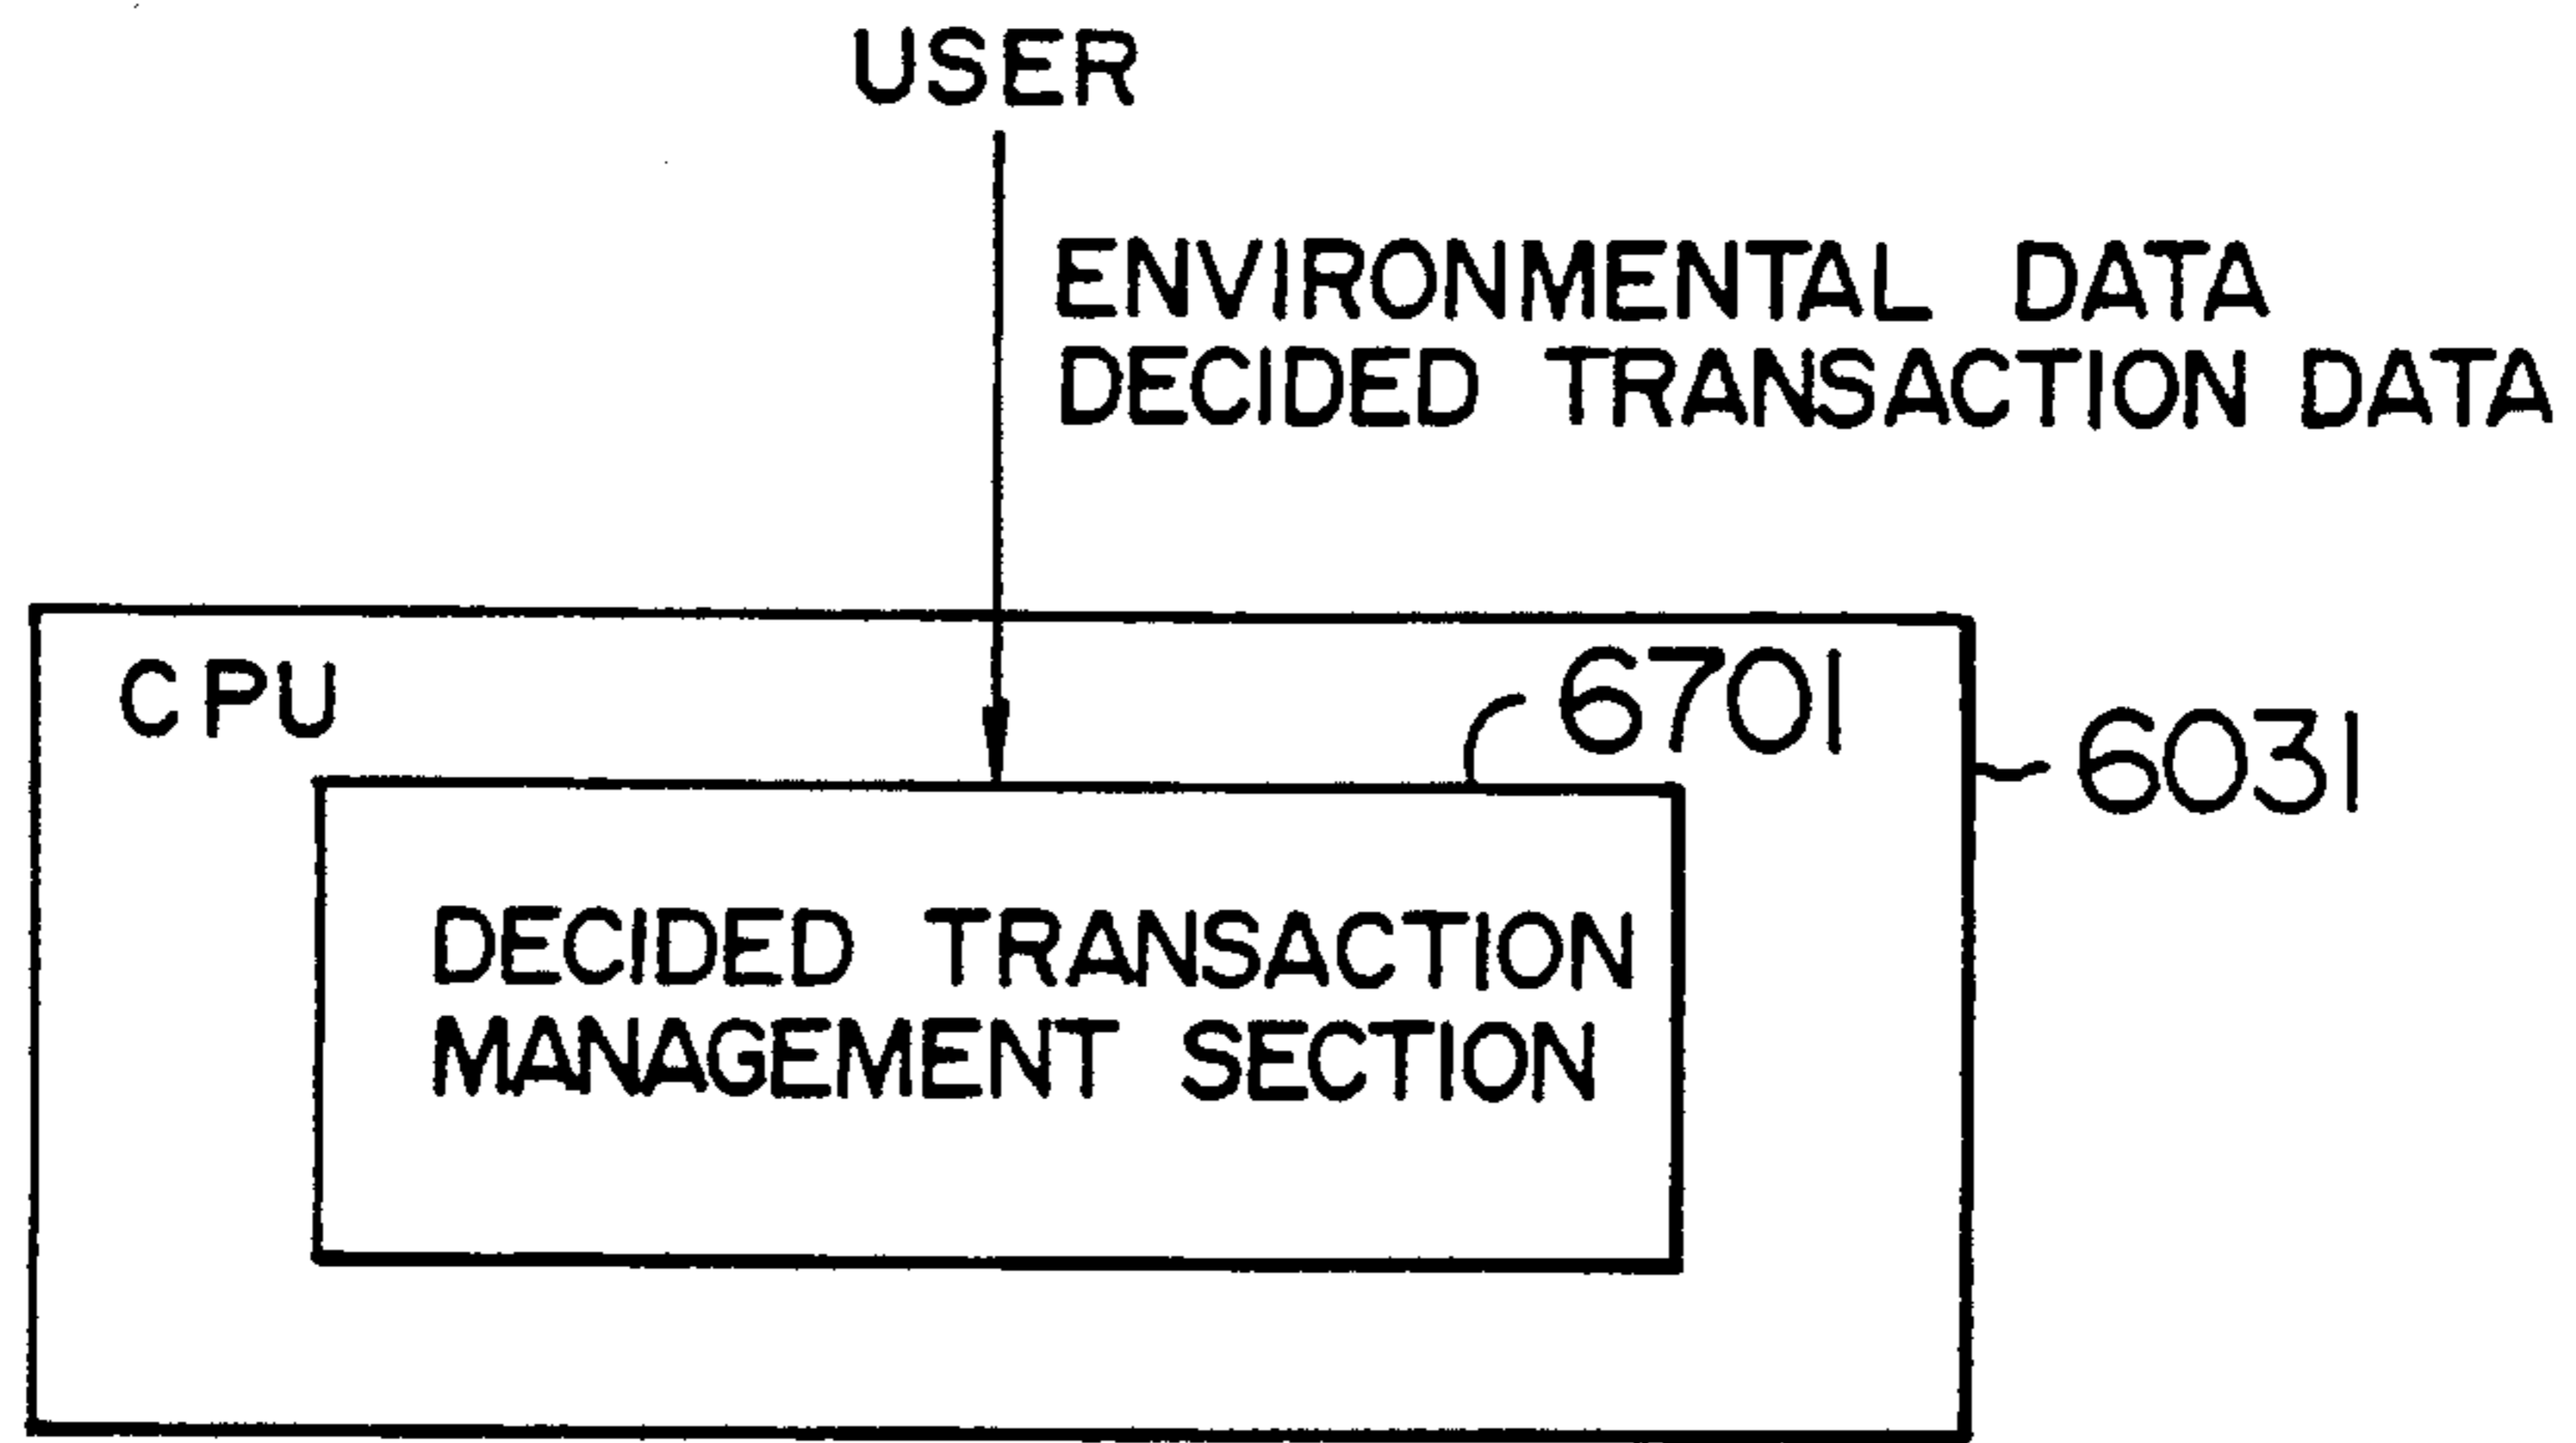 USER
ENVIRONMENTAL DATA
DECIDED TRANSACTION DATA
CPU
6701
6031
DECIDED TRANSACTION
MANAGEMENT SECTION